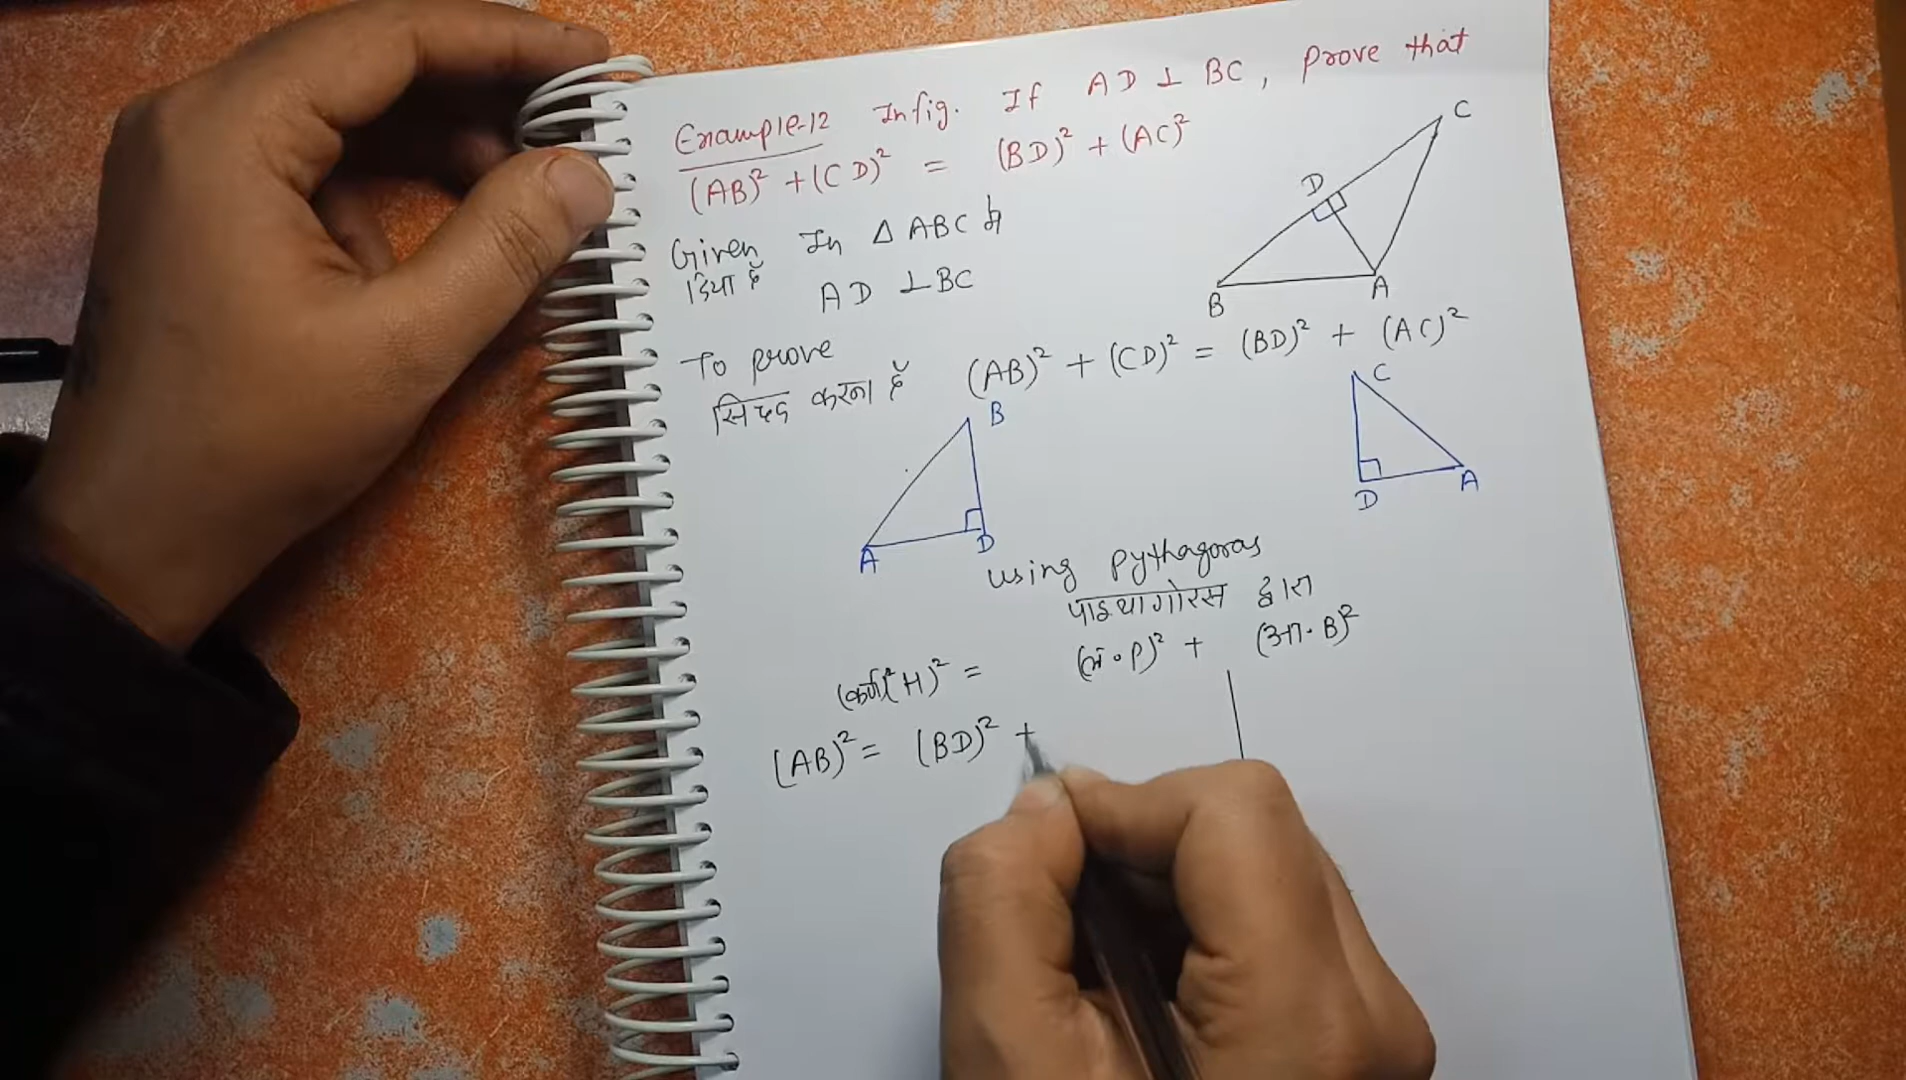 Example-12 In fig. If AD ⊥ BC, Prove that
(AB)² + (CD)² = (BD)² + (AC)²
C
D
B
A
Given In △ ABC में
दिया है AD ⊥ BC
To prove (AB)² + (CD)² = (BD)² + (AC)²
सिद्ध करना है
B
A
D
C
D
A
using pythagoras
पाइथागोरस द्वारा
(कर्ण H)² = (लं॰P)² + (आ॰B)²
(AB)² = (BD)² +